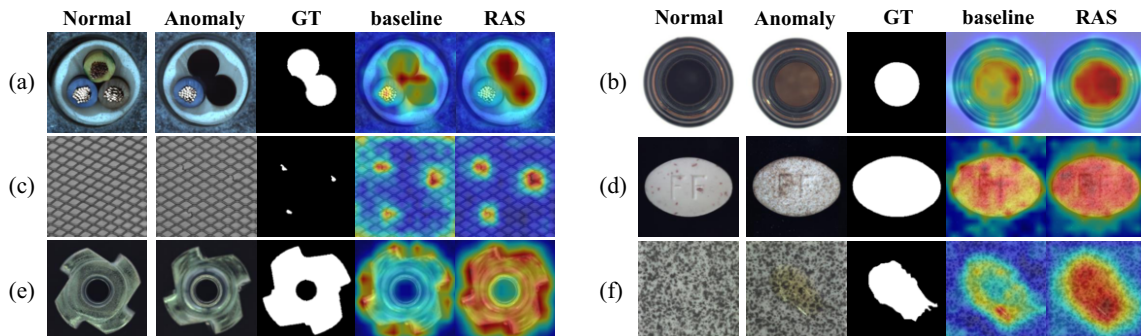 Normal Anomaly GT baseline RAS Normal Anomaly GT baseline RAS
(a)
(b)
(c)
(d)
FF FF
(e)
(f)